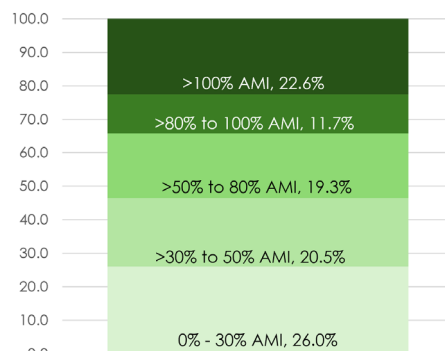 100.0
90.0
80.0
>100% AMI, 22.6%
70.0
>80% to 100% AMI, 11.7%
60.0
50.0
>50% to 80% AMI, 19.3%
40.0
30.0
>30% to 50% AMI, 20.5%
20.0
10.0
0% - 30% AMI, 26.0%